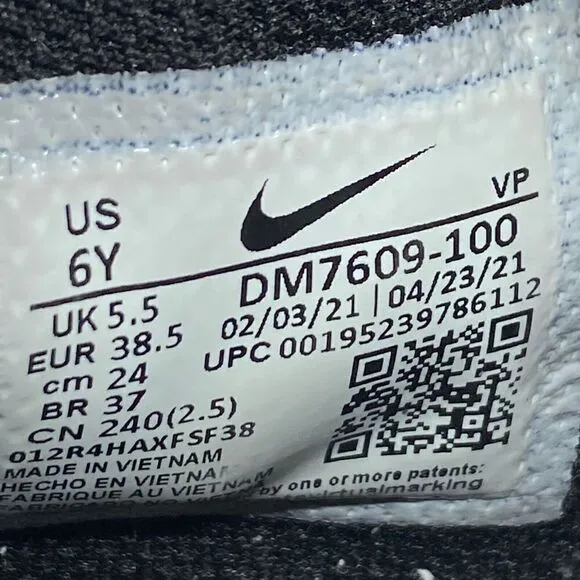 US
6Y
VP
UK 5.5
EUR 38.5
cm 24
BR 37
CN 240(2.5)
012R4HAXFSF38
MADE IN VIETNAM
HECHO EN VIETNAM
FABRIQUE AU VIETNAM
DM7609-100
02/03/21 | 04/23/21
UPC 00195239786112
by one or more patents: